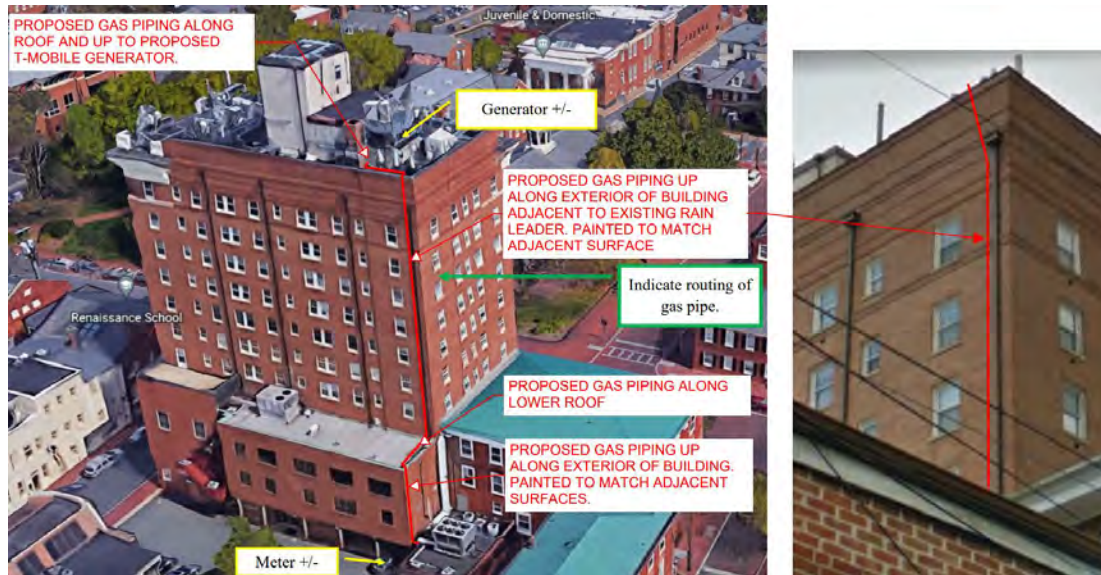 PROPOSED GAS PIPING ALONG
ROOF AND UP TO PROPOSED
T-MOBILE GENERATOR.
Juvenile & Domestic...
Generator +/-
PROPOSED GAS PIPING UP
ALONG EXTERIOR OF BUILDING
ADJACENT TO EXISTING RAIN
LEADER. PAINTED TO MATCH
ADJACENT SURFACE
Indicate routing of
gas pipe.
Renaissance School
PROPOSED GAS PIPING ALONG
LOWER ROOF
PROPOSED GAS PIPING UP
ALONG EXTERIOR OF BUILDING.
PAINTED TO MATCH ADJACENT
SURFACES.
Meter +/-